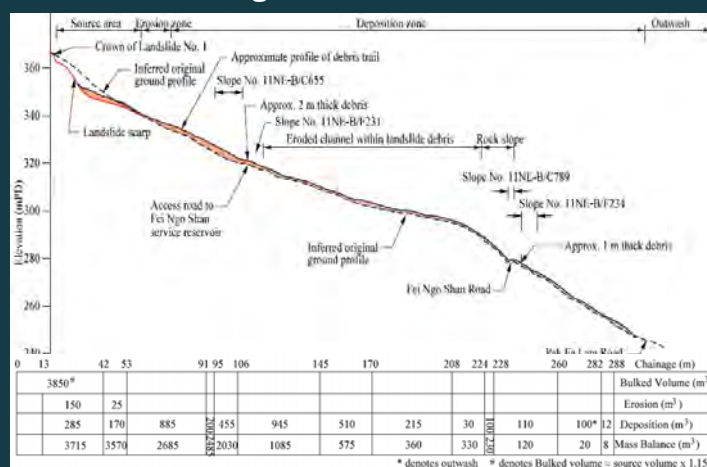 Source area
Erosion zone
Deposition zone
Outwash
Crown of Landslide No. 1
Approximate profile of debris trail
Inferred original
ground profile
Slope No. 11NE-B/C655
Approx. 2 m thick debris
Landslide scarp
Slope No. 11NE-B/F231
Eroded channel within landslide debris
Rock slope
Slope No. 11NE-B/C789
Slope No. 11NE-B/F234
Access road to
Fei Ngo Shan
service reservoir
Inferred original
ground profile
Approx. 1 m thick debris
Fei Ngo Shan Road
Elevation (mPD)
360
340
320
300
280
260
240
0 13 42 53 91 95 106 145 170 208 224 228 260 282 288 Chainage (m)
3850# Bulked Volume (m³
150 25 Erosion (m³)
285 170 885 200 455 945 510 215 30 100 110 100* 12 Deposition (m³)
3715 3570 2685 2485 2030 1085 575 360 330 230 120 20 8 Mass Balance (m³)
* denotes outwash # denotes Bulked volume = source volume x 1.15